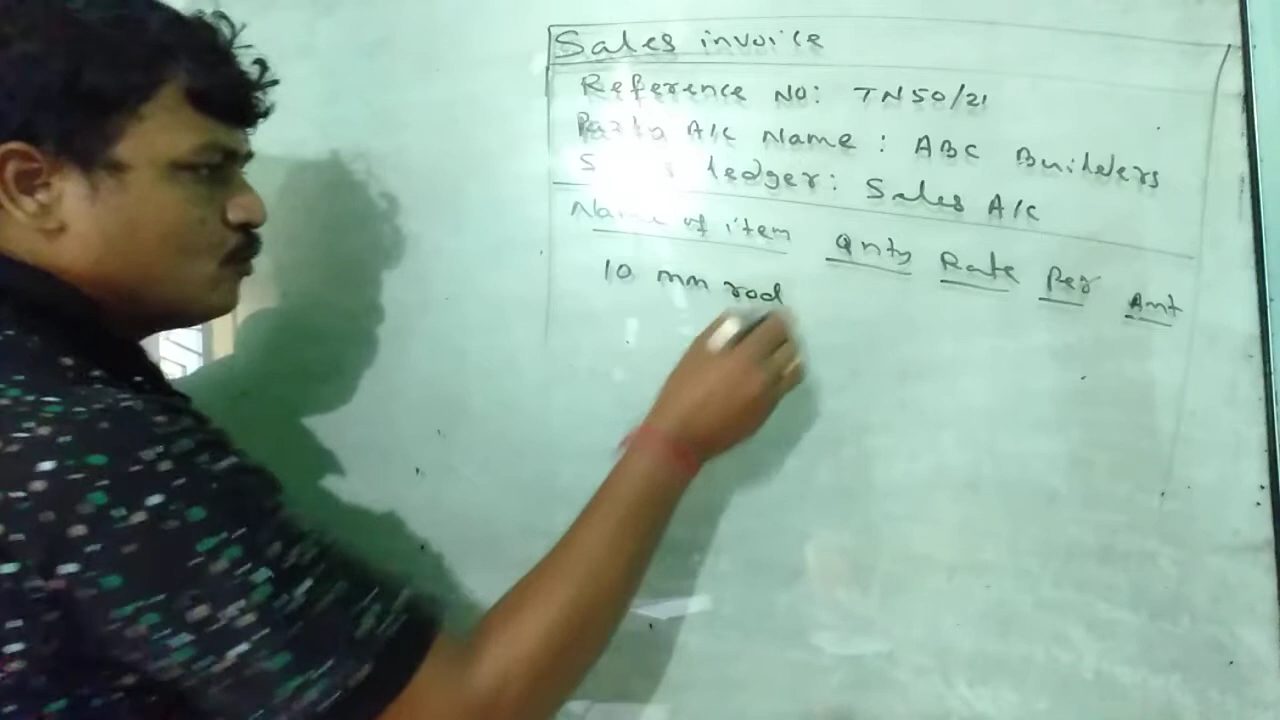 Sales invoice
Reference No: TN50/21
Party A/c Name : ABC Builders
ledger: Sales A/c
Name of item Qnty Rate Per Amt
10 mm rod